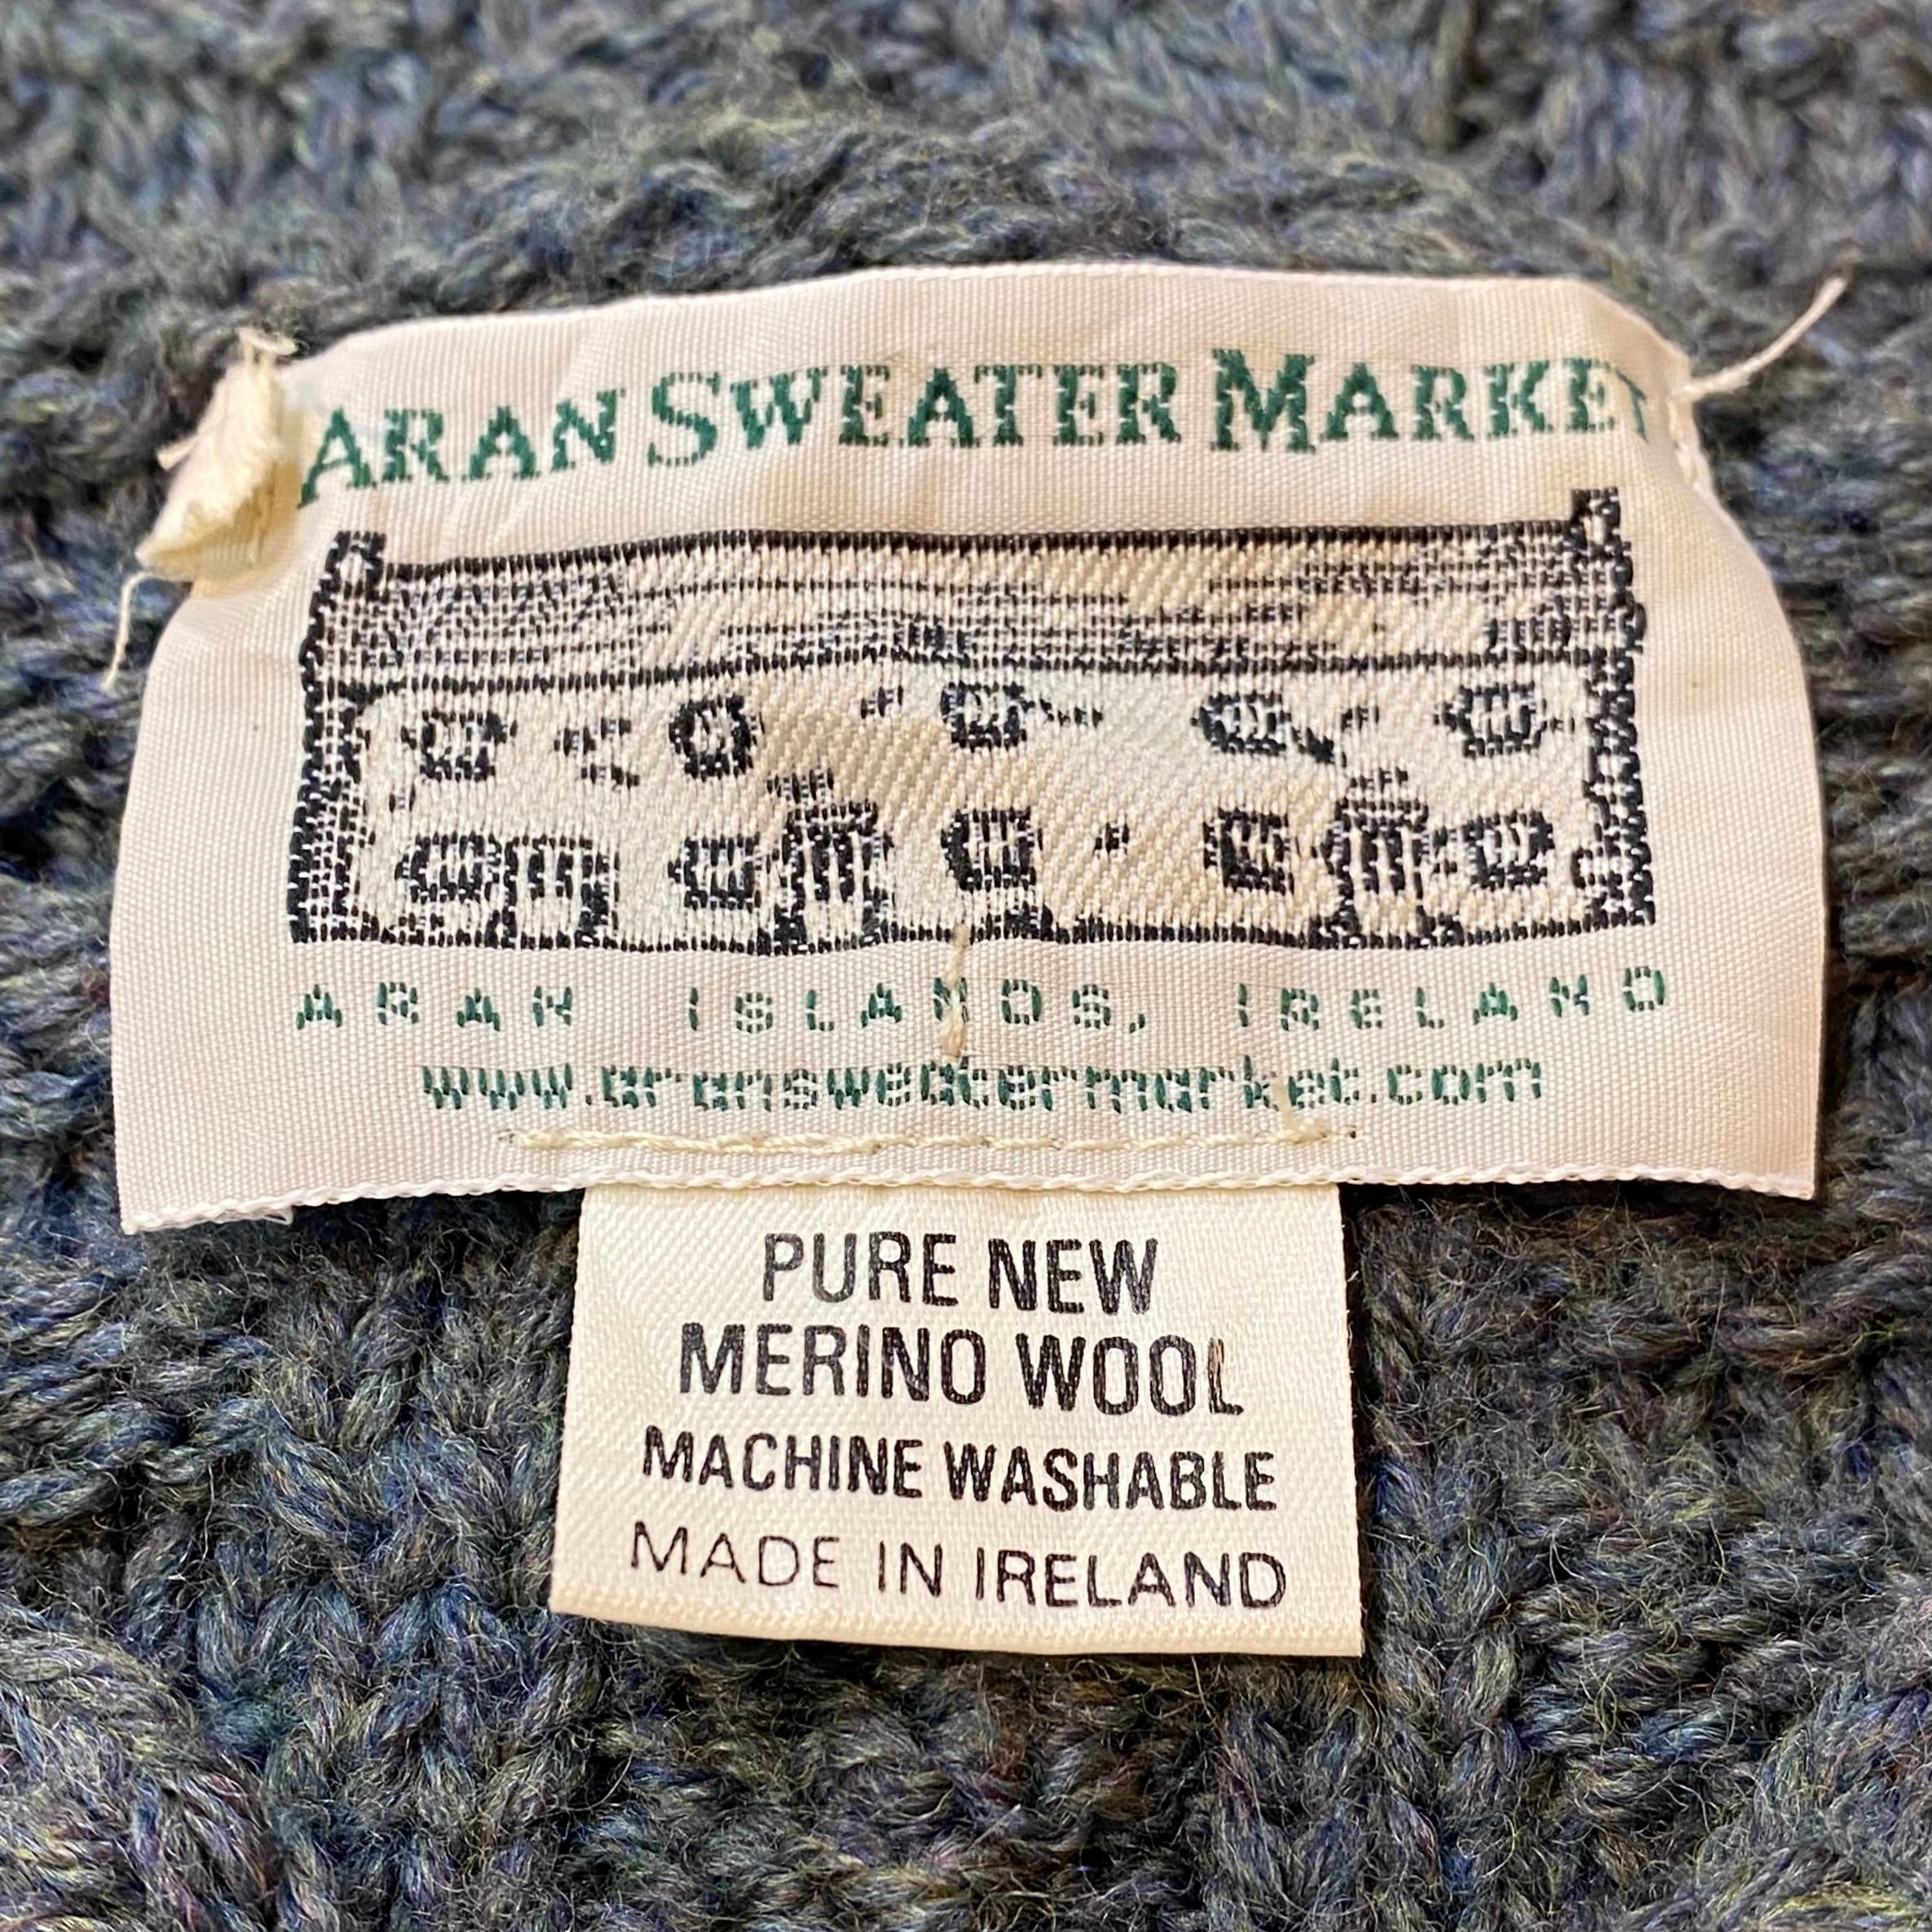 ARAN SWEATER MARKET
ARAN ISLANDS, IRELAND
www.aransweatermarket.com
PURE NEW
MERINO WOOL
MACHINE WASHABLE
MADE IN IRELAND